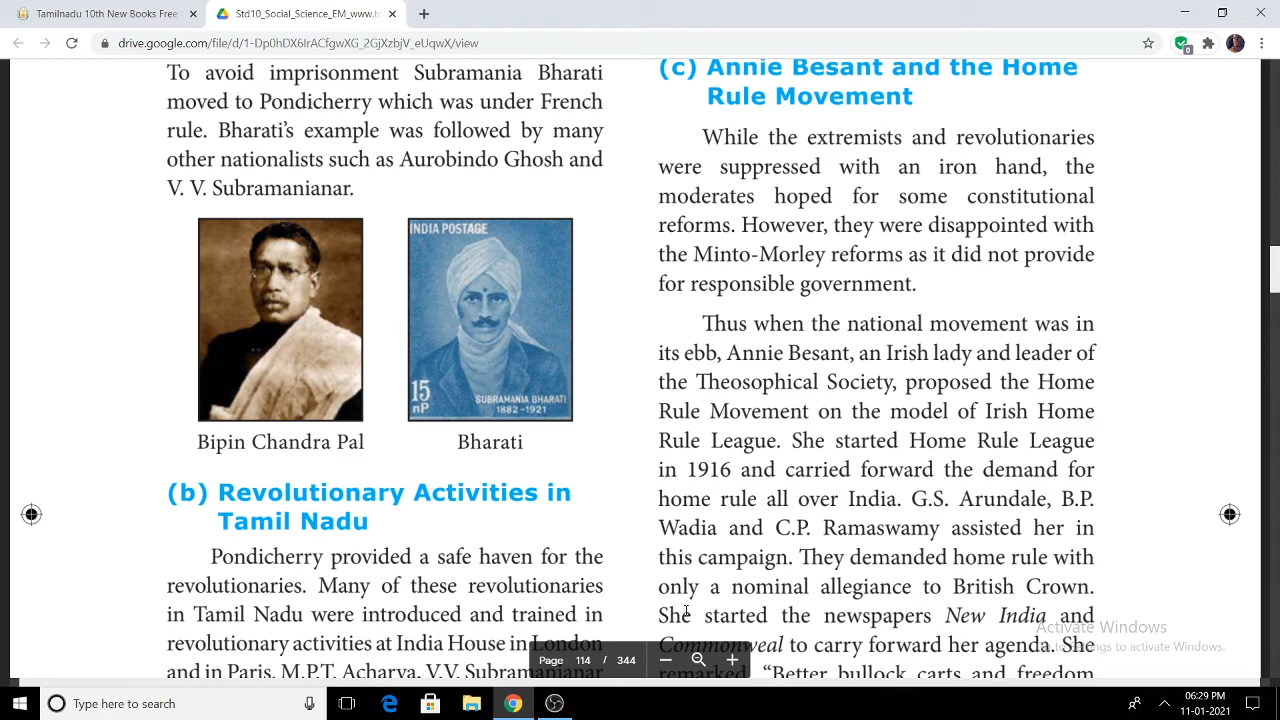 Tamilnadu 10th New Books Free
Std10_Social_Science_EM_www.t
drive.google.com/file/d/1-Dp0hDX6IrACfgwXG_2GjXzbjV_eUqwX/view
To avoid imprisonment Subramania Bharati
moved to Pondicherry which was under French
rule. Bharati's example was followed by many
other nationalists such as Aurobindo Ghosh and
V. V. Subramanianar.
INDIA POSTAGE
15
nP
SUBRAMANIA BHARATI
1882-1921
Bipin Chandra Pal
Bharati
(b) Revolutionary Activities in
Tamil Nadu
Pondicherry provided a safe haven for the
revolutionaries. Many of these revolutionaries
in Tamil Nadu were introduced and trained in
revolutionary activities at India House in London
and in Paris. M.P.T. Acharya, V.V. Subramanianar
(c) Annie Besant and the Home
Rule Movement
While the extremists and revolutionaries
were suppressed with an iron hand, the
moderates hoped for some constitutional
reforms. However, they were disappointed with
the Minto-Morley reforms as it did not provide
for responsible government.
Thus when the national movement was in
its ebb, Annie Besant, an Irish lady and leader of
the Theosophical Society, proposed the Home
Rule Movement on the model of Irish Home
Rule League. She started Home Rule League
in 1916 and carried forward the demand for
home rule all over India. G.S. Arundale, B.P.
Wadia and C.P. Ramaswamy assisted her in
this campaign. They demanded home rule with
only a nominal allegiance to British Crown.
She started the newspapers New India and
Commonweal to carry forward her agenda. She
remarked, “Better bullock carts and freedom
Activate Windows
Go to Settings to activate Windows.
Page 114 / 344
Type here to search
06:29 PM
11-01-2021